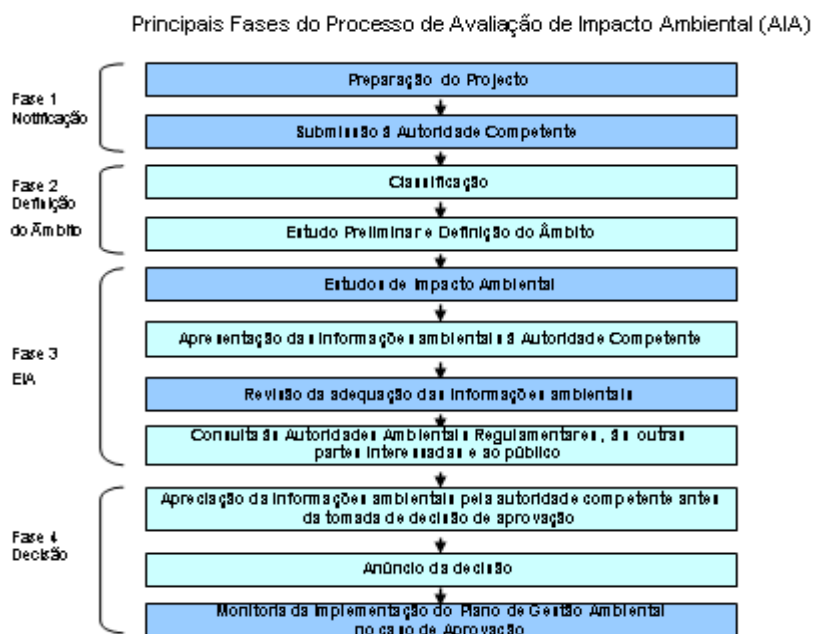 Principais Fases do Processo de Avaliação de Impacto Ambiental (AIA)
Fase 1
Notificação
Preparação do Projecto
Submissão á Autoridade Competente
Fase 2
Definição
do Âmbito
Classificação
Estudo Preliminar e Definição do Âmbito
Fase 3
EIA
Estudos de Impacto Ambiental
Apresentação das informações ambientais á Autoridade Competente
Revisão da adequação das informações ambientais
Consulta ás Autoridades Ambientais Regulamentares, ás outras
partes interessadas e ao público
Fase 4
Decisão
Apreciação da informações ambientais pela autoridade competente antes
da tomada de decisão de aprovação
Anúncio da decisão
Monitoria da Implementação do Plano de Gestão Ambiental
no caso de Aprovação